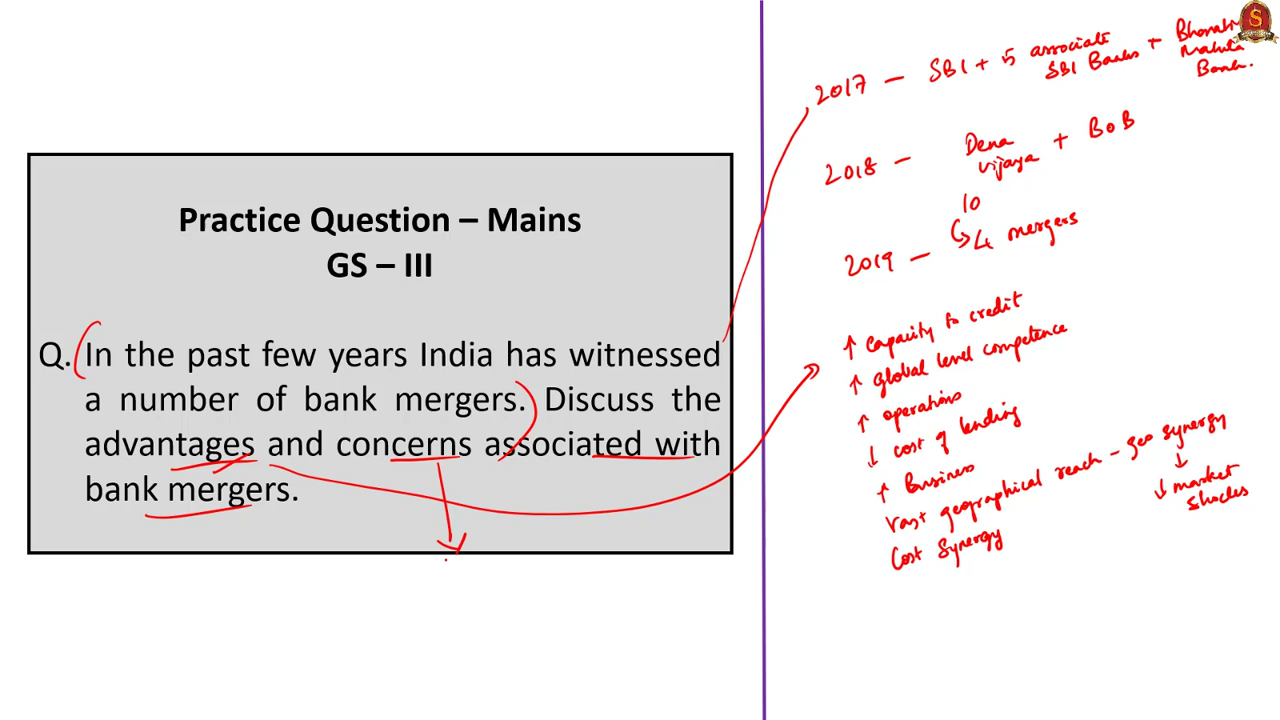 Practice Question – Mains
GS – III
Q. In the past few years India has witnessed
a number of bank mergers. Discuss the
advantages and concerns associated with
bank mergers.
2017 – SBI + 5 associate SBI Banks + Bharatiya Mahila Bank.
2018 – Dena Vijaya + BoB
2019 – 10 ↳ 4 mergers
↑ capacity to credit
↑ global level competence
↑ operations
↓ cost of lending
↑ Business
Vast geographical reach – geo synergy
↓
↓ market shocks
Cost Synergy
S